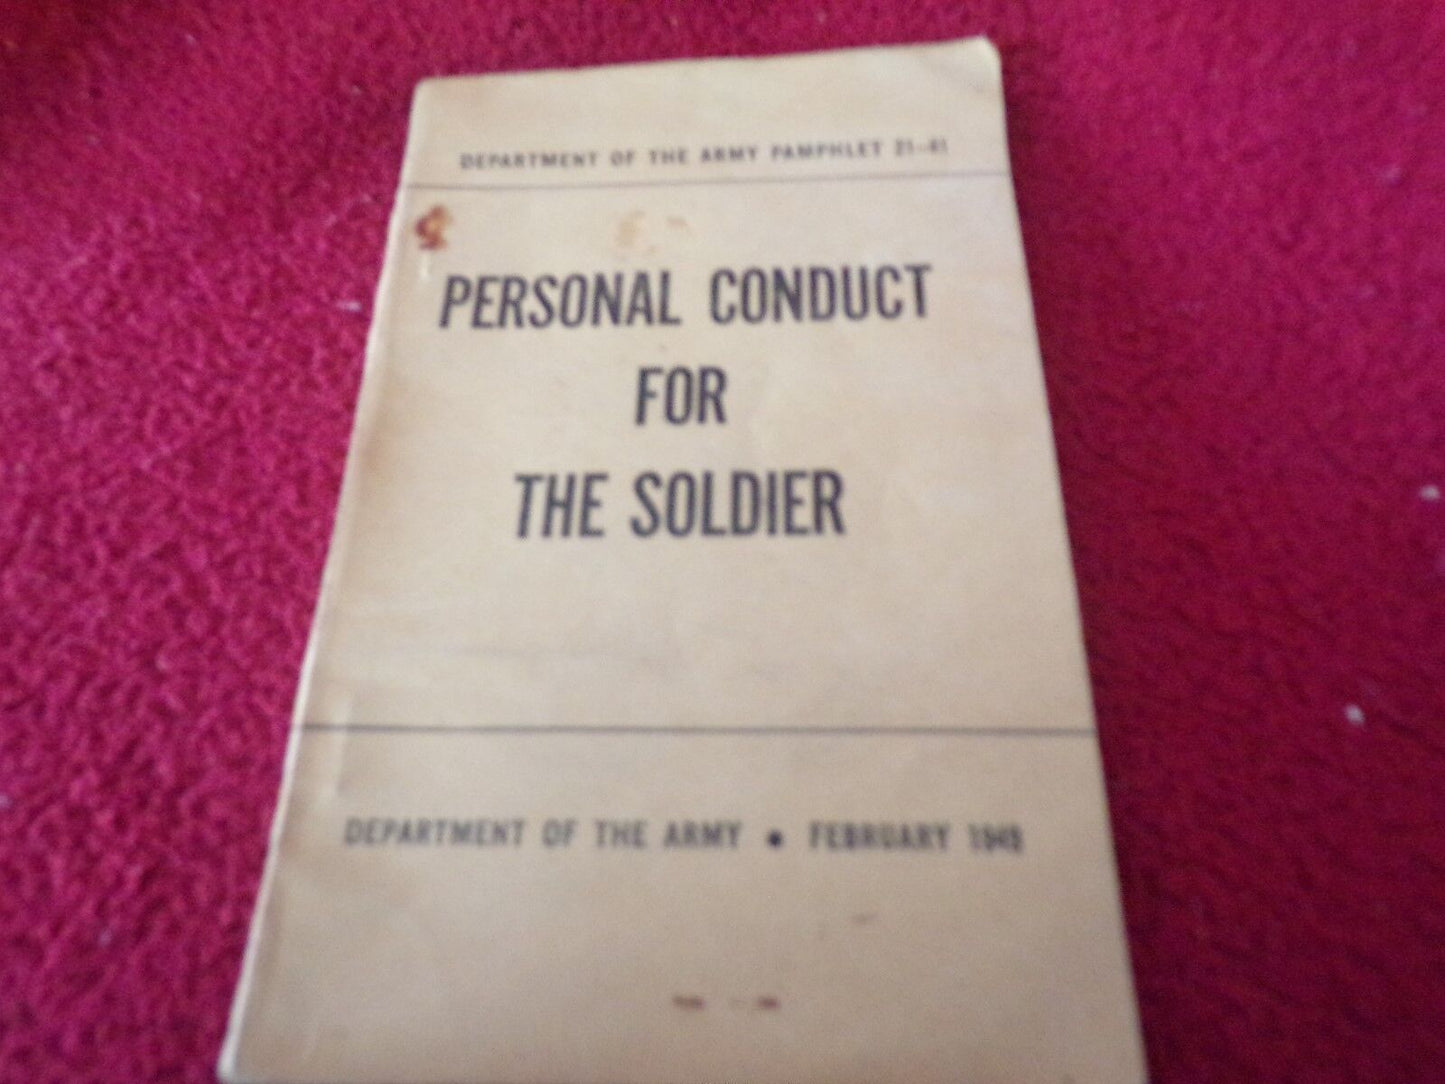 DEPARTMENT OF THE ARMY PAMPHLET 21-41
PERSONAL CONDUCT
FOR
THE SOLDIER
DEPARTMENT OF THE ARMY • FEBRUARY 1949